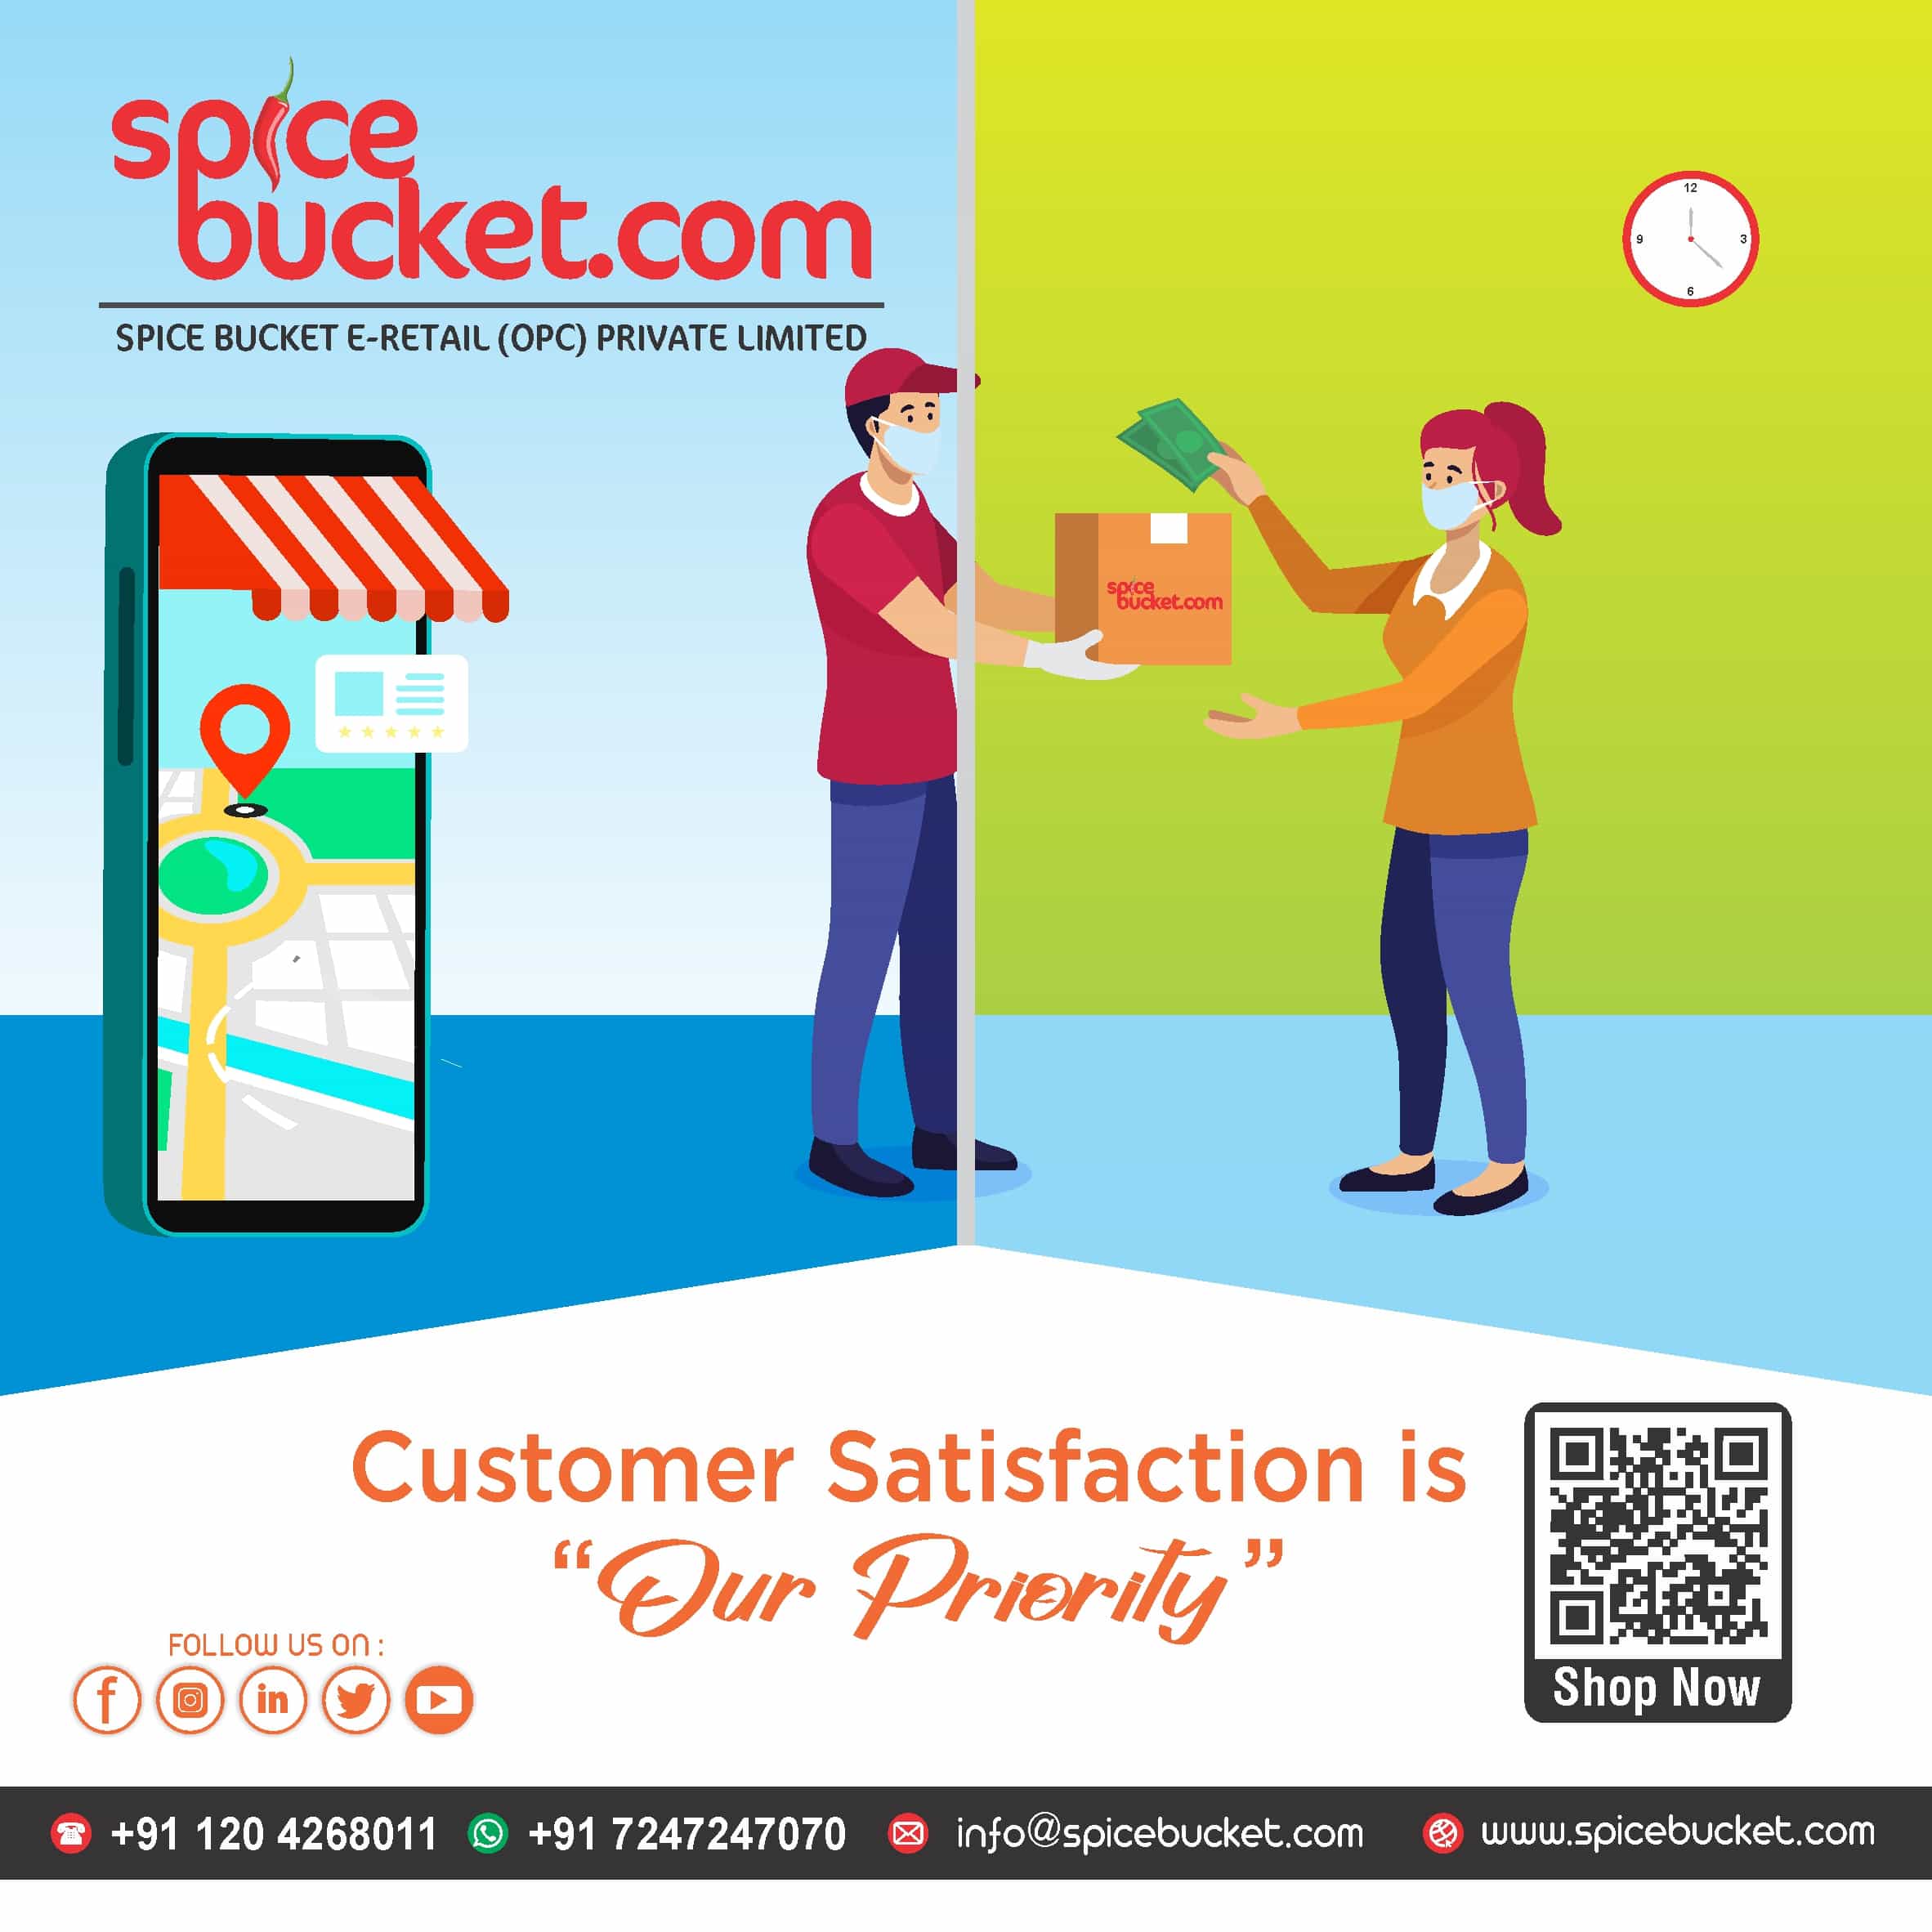 spice
bucket.com
SPICE BUCKET E-RETAIL (OPC) PRIVATE LIMITED
12
9
3
6
spice
bucket.com
Customer Satisfaction is
“Our Priority”
FOLLOW US ON :
Shop Now
+91 120 4268011
+91 7247247070
info@spicebucket.com
www.spicebucket.com